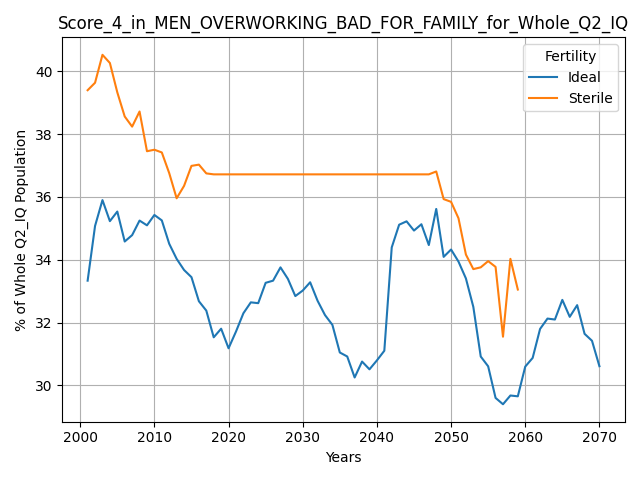 Score_4_in_MEN_OVERWORKING_BAD_FOR_FAMILY_for_Whole_Q2_IQ
Fertility
Ideal
Sterile
40
38
36
34
32
30
% of Whole Q2_IQ Population
2000 2010 2020 2030 2040 2050 2060 2070
Years